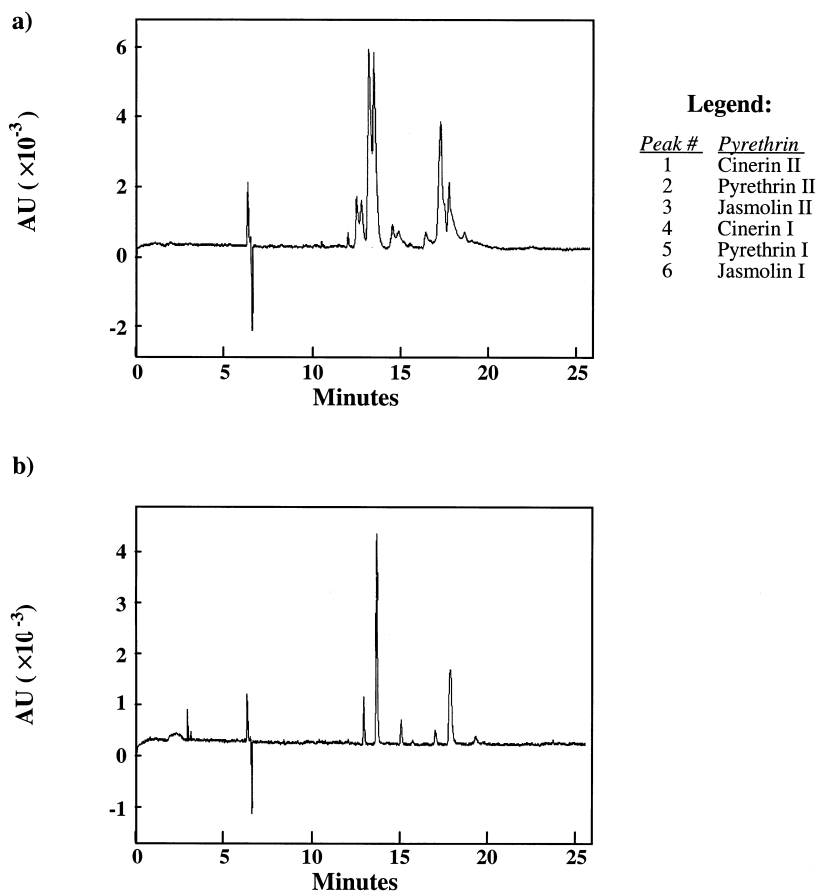 a)
6
4
2
0
-2
AU ( ×10⁻³)
0 5 10 15 20 25
Minutes
Legend:
Peak # Pyrethrin
1 Cinerin II
2 Pyrethrin II
3 Jasmolin II
4 Cinerin I
5 Pyrethrin I
6 Jasmolin I
b)
4
3
2
1
0
-1
AU ( ×10⁻³)
0 5 10 15 20 25
Minutes